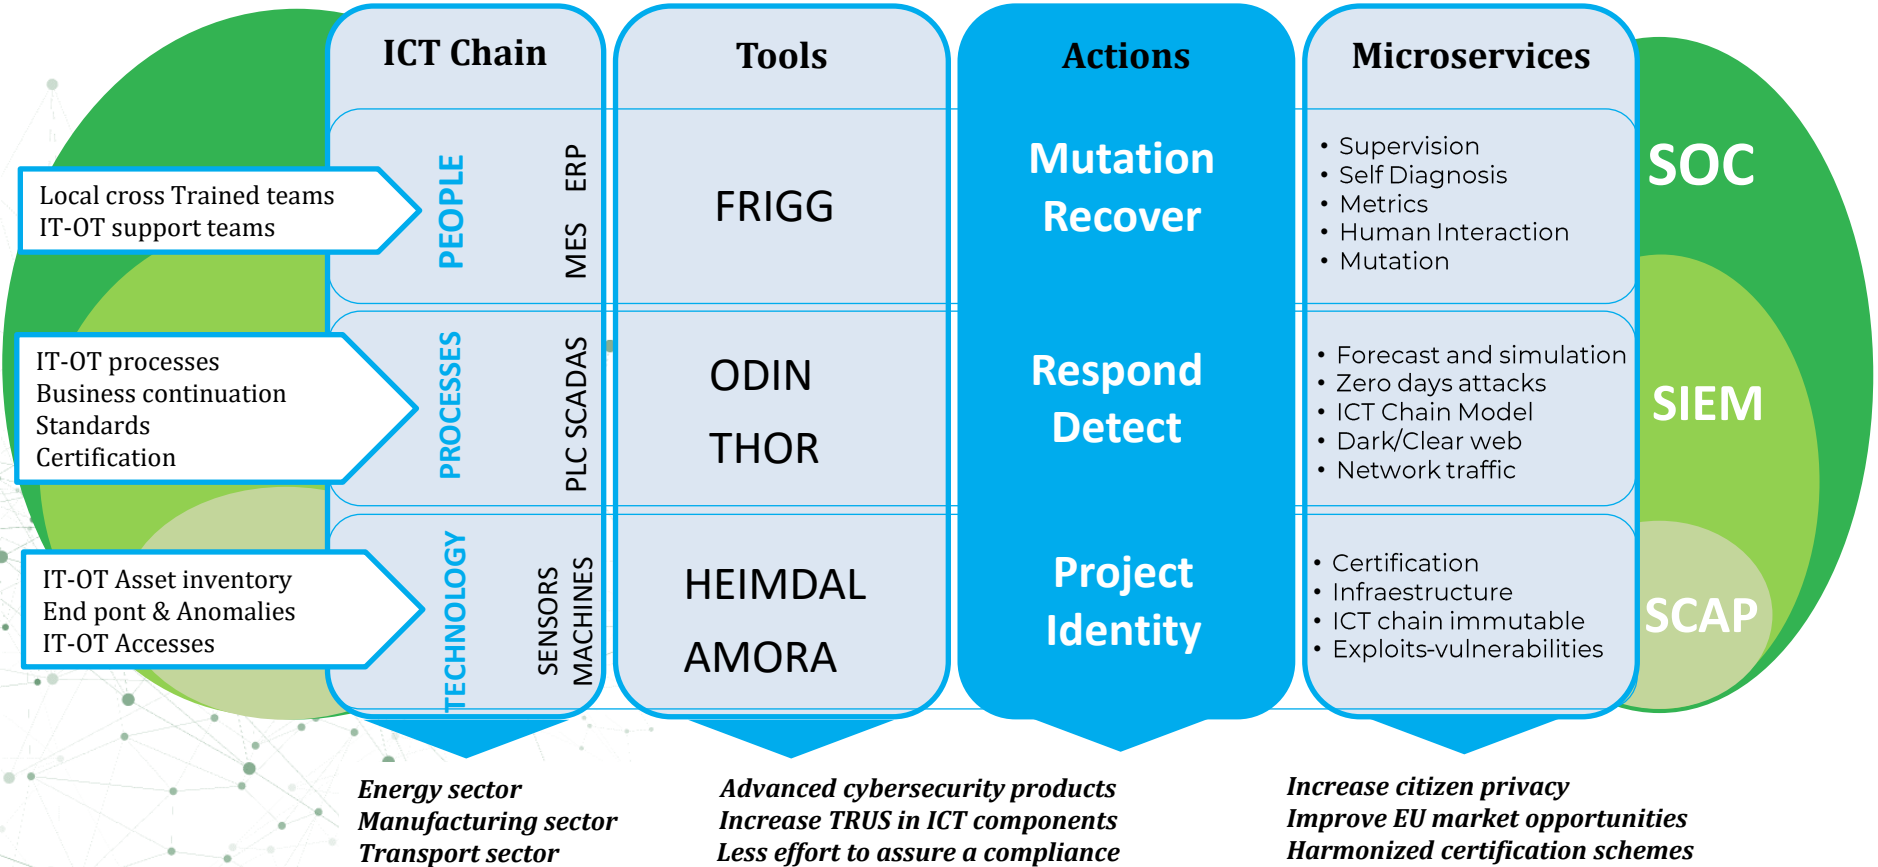 ICT Chain
Tools
Actions
Microservices
Local cross Trained teams
IT-OT support teams
PEOPLE
MES ERP
FRIGG
Mutation
Recover
• Supervision
• Self Diagnosis
• Metrics
• Human Interaction
• Mutation
SOC
IT-OT processes
Business continuation
Standards
Certification
PROCESSES
PLC SCADAS
ODIN
THOR
Respond
Detect
• Forecast and simulation
• Zero days attacks
• ICT Chain Model
• Dark/Clear web
• Network traffic
SIEM
IT-OT Asset inventory
End pont & Anomalies
IT-OT Accesses
TECHNOLOGY
SENSORS
MACHINES
HEIMDAL
AMORA
Project
Identity
• Certification
• Infraestructure
• ICT chain immutable
• Exploits-vulnerabilities
SCAP
Energy sector
Manufacturing sector
Transport sector
Advanced cybersecurity products
Increase TRUS in ICT components
Less effort to assure a compliance
Increase citizen privacy
Improve EU market opportunities
Harmonized certification schemes